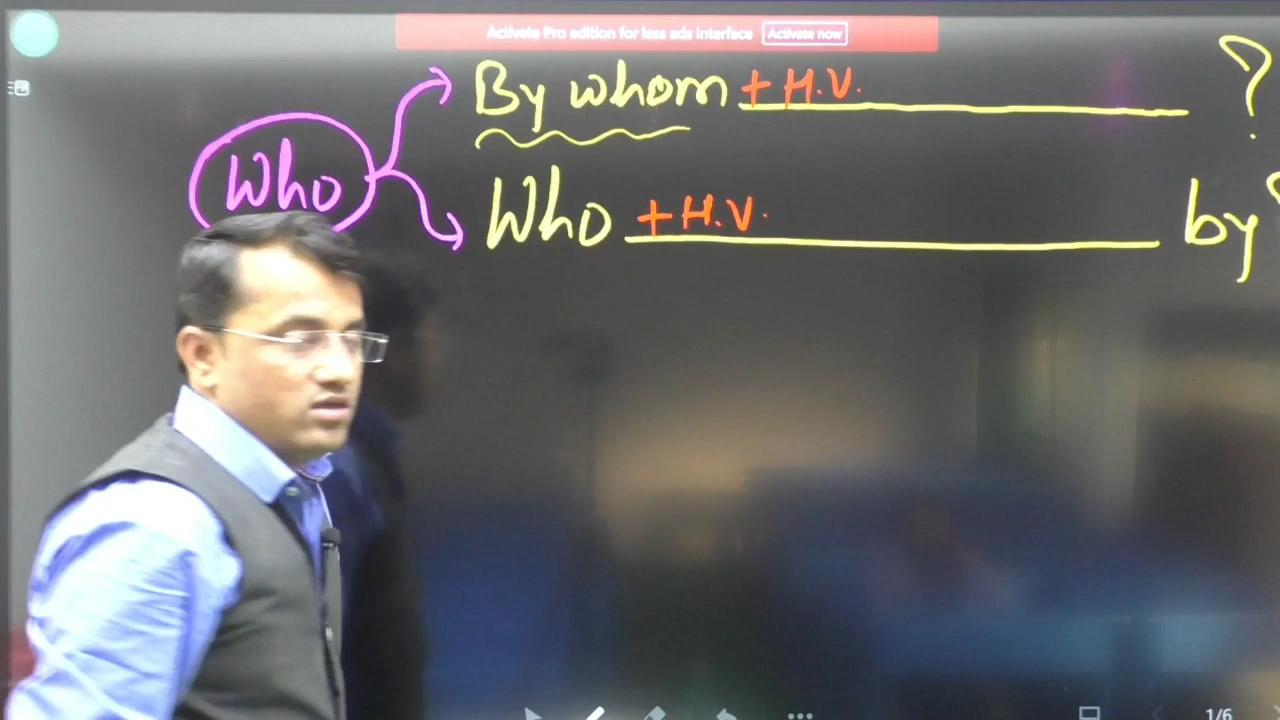 Activate Pro edition for less ads interface Activate now
By whom + H.V. ?
Who
Who + H.V. by?
1/6